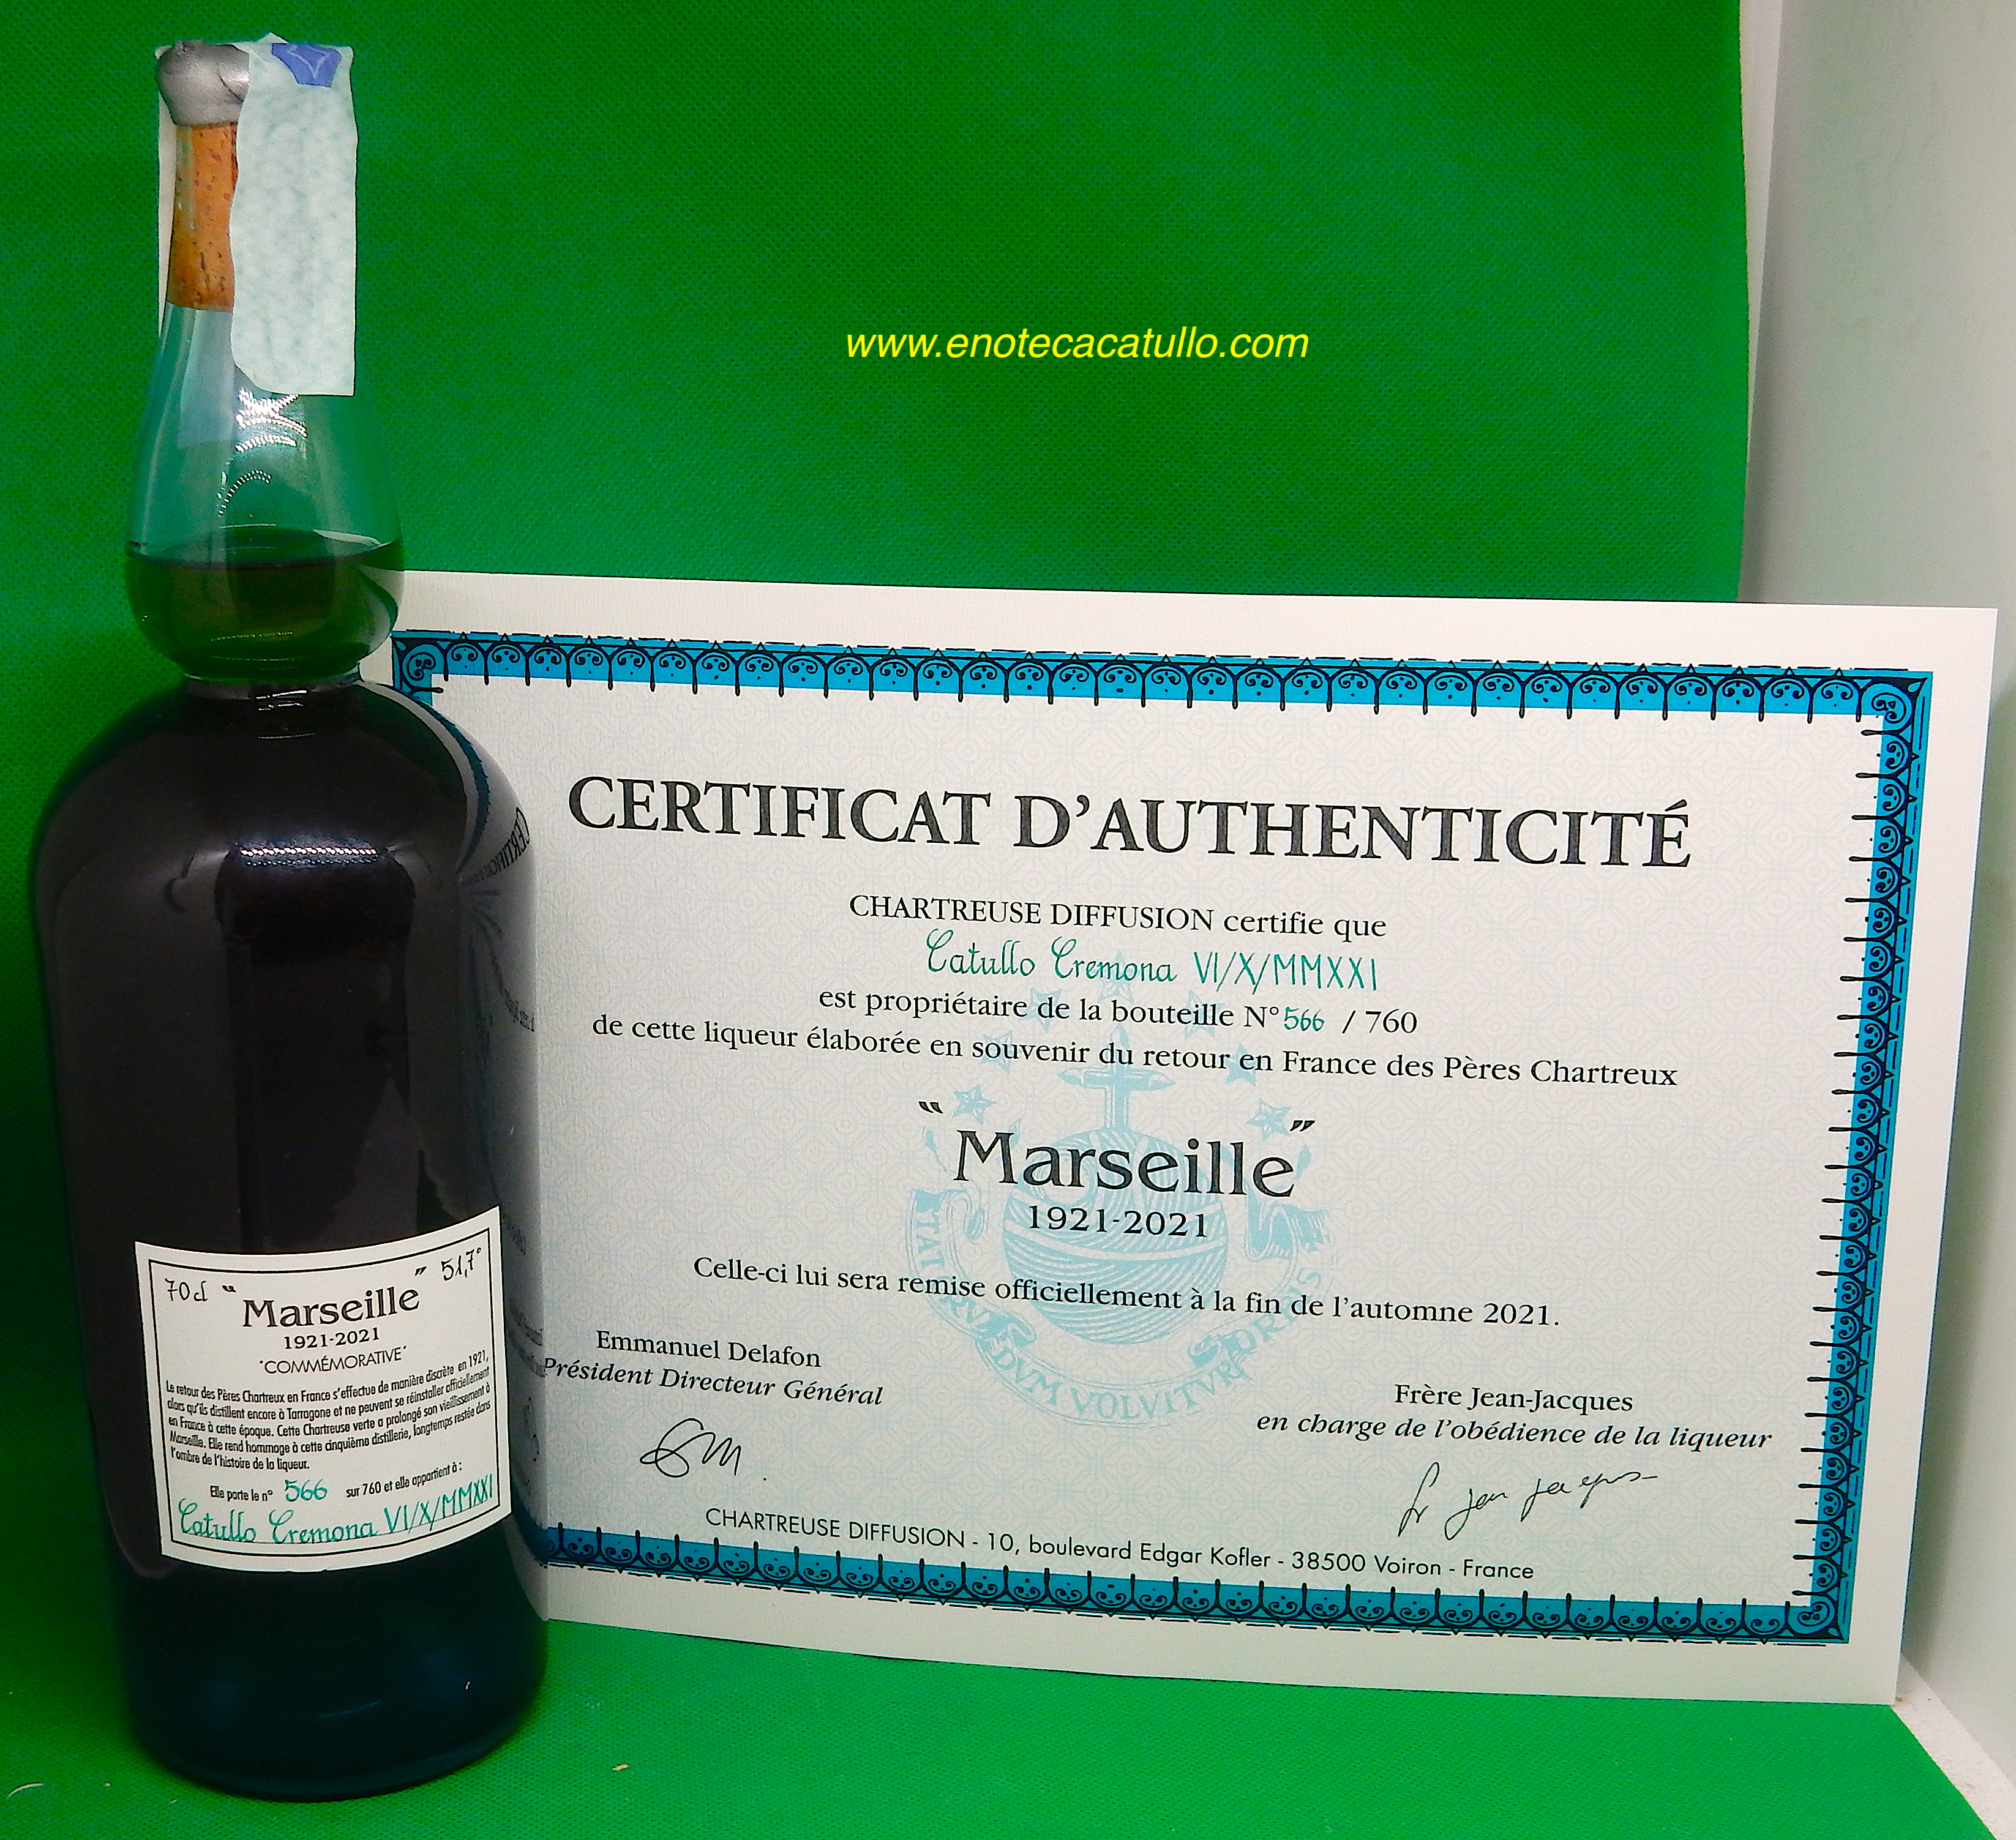 www.enotecacatullo.com
CERTIFICAT D'AUTHENTICITÉ
CHARTREUSE DIFFUSION certifie que
Catullo Cremona VI/X/MMXXI
est propriétaire de la bouteille N° 566 / 760
de cette liqueur élaborée en souvenir du retour en France des Pères Chartreux
"Marseille"
1921-2021
Celle-ci lui sera remise officiellement à la fin de l'automne 2021.
Emmanuel Delafon
Président Directeur Général
Frère Jean-Jacques
en charge de l'obédience de la liqueur
fr jean jacques
CHARTREUSE DIFFUSION - 10, boulevard Edgar Kofler - 38500 Voiron - France
70cl "Marseille" 51,7°
1921-2021
"COMMÉMORATIVE"
Le retour des Pères Chartreux en France s'effectue de manière discrète en 1921,
alors qu'ils distillent encore à Tarragone et ne peuvent se réinstaller officiellement
en France à cette époque. Cette Chartreuse verte a prolongé son vieillissement à
Marseille. Elle rend hommage à cette cinquième distillerie, longtemps restée dans
l'ombre de l'histoire de la liqueur.
Elle porte le n° 566 sur 760 et elle appartient à :
Catullo Cremona VI/X/MMXXI